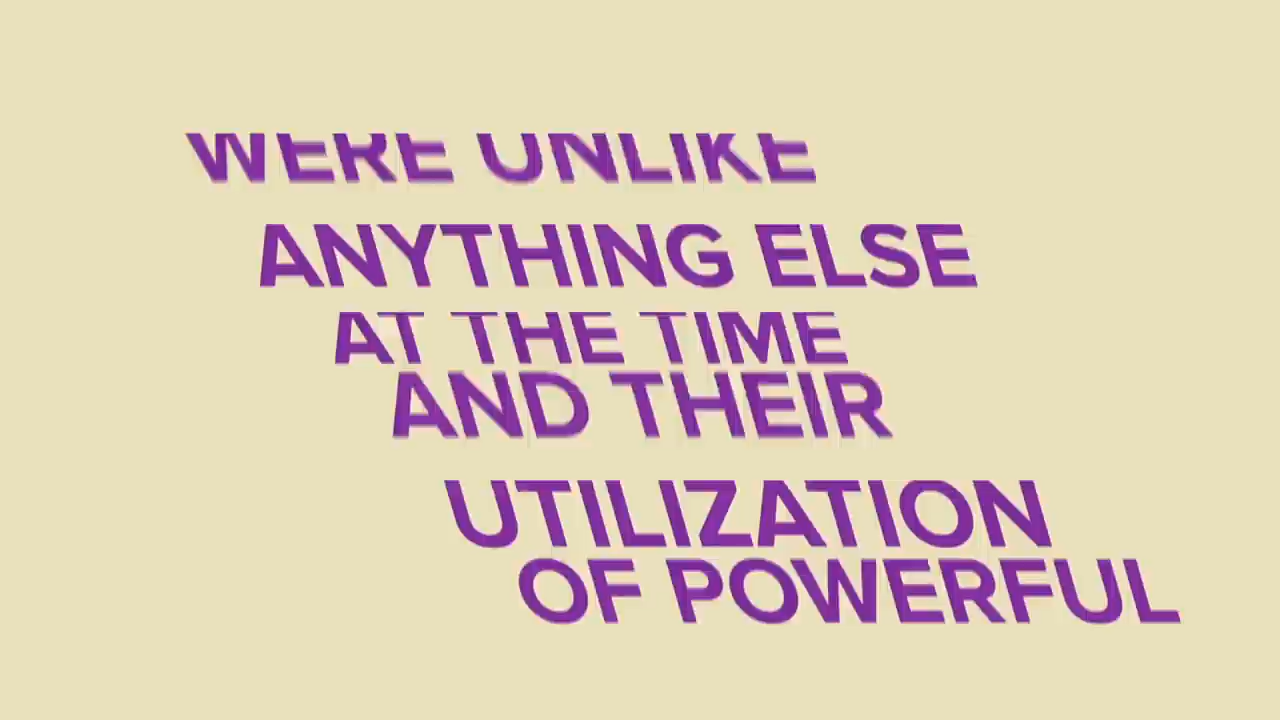 WERE UNLIKE
ANYTHING ELSE
AT THE TIME
AND THEIR
UTILIZATION
OF POWERFUL